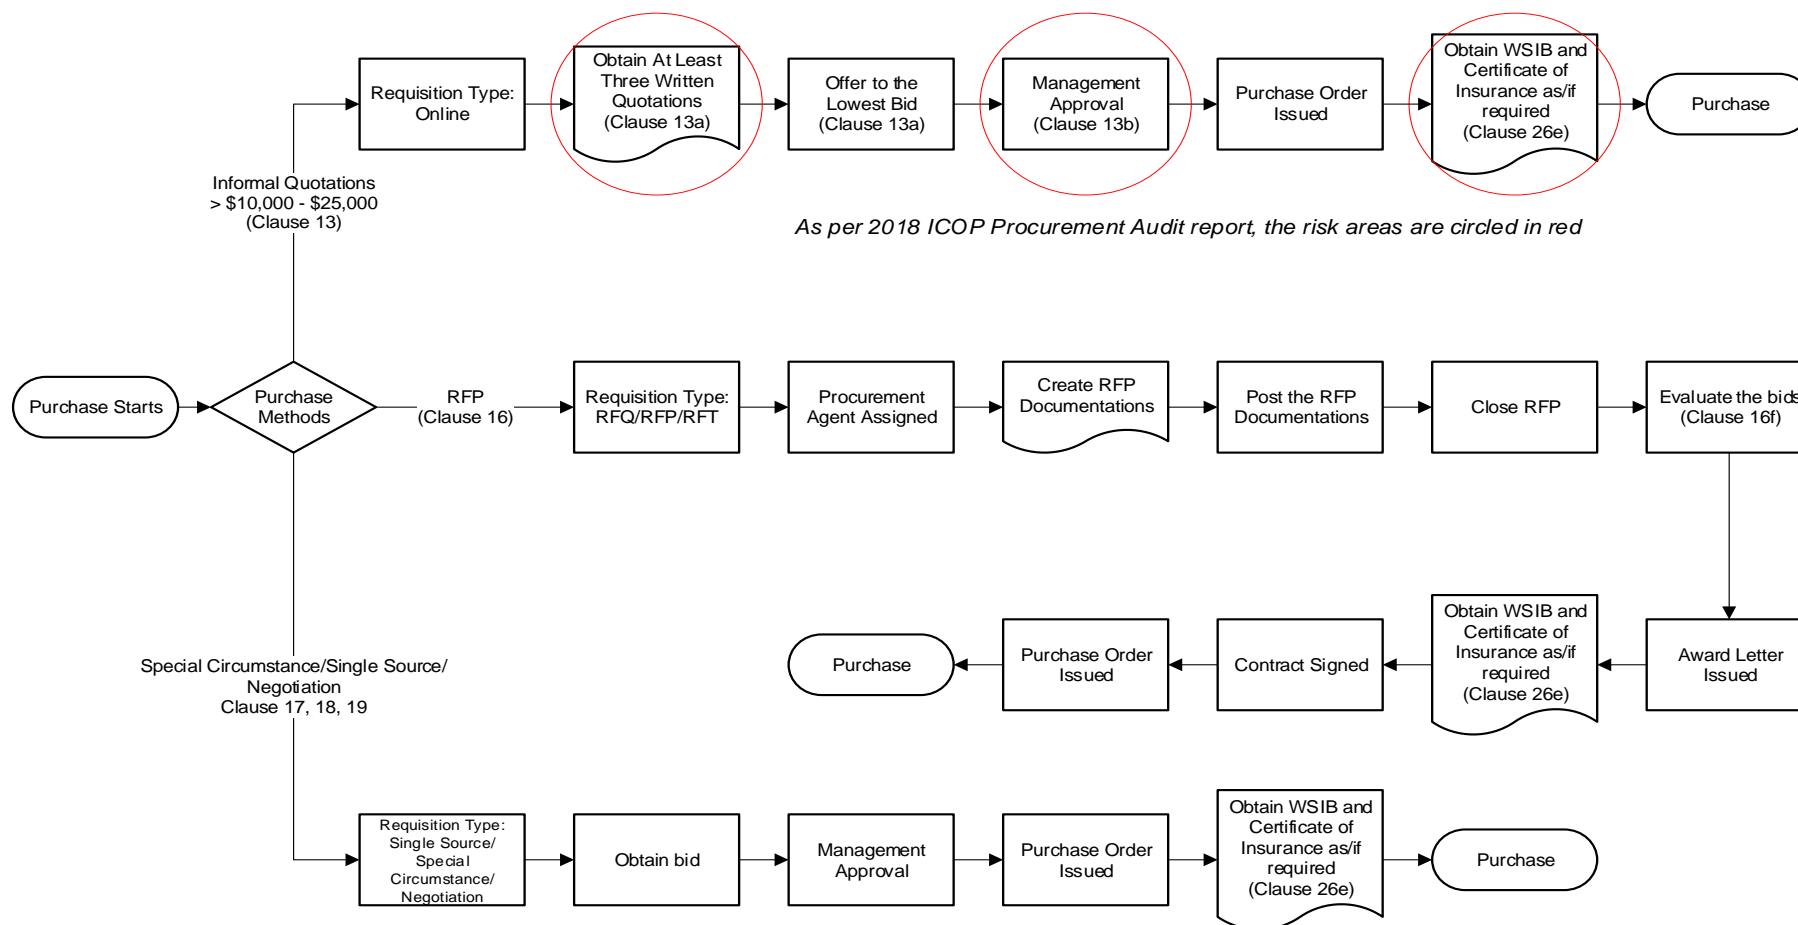 Requisition Type:
Online
Obtain At Least
Three Written
Quotations
(Clause 13a)
Offer to the
Lowest Bid
(Clause 13a)
Management
Approval
(Clause 13b)
Purchase Order
Issued
Obtain WSIB and
Certificate of
Insurance as/if
required
(Clause 26e)
Purchase
Informal Quotations
> $10,000 - $25,000
(Clause 13)
As per 2018 ICOP Procurement Audit report, the risk areas are circled in red
Purchase Starts
Purchase
Methods
RFP
(Clause 16)
Requisition Type:
RFQ/RFP/RFT
Procurement
Agent Assigned
Create RFP
Documentations
Post the RFP
Documentations
Close RFP
Evaluate the bids
(Clause 16f)
Award Letter
Issued
Obtain WSIB and
Certificate of
Insurance as/if
required
(Clause 26e)
Contract Signed
Purchase Order
Issued
Purchase
Special Circumstance/Single Source/
Negotiation
Clause 17, 18, 19
Requisition Type:
Single Source/
Special
Circumstance/
Negotiation
Obtain bid
Management
Approval
Purchase Order
Issued
Obtain WSIB and
Certificate of
Insurance as/if
required
(Clause 26e)
Purchase